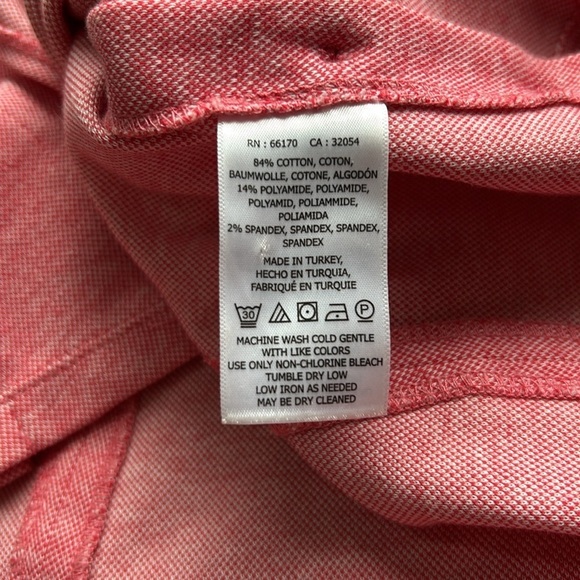 RN : 66170 CA : 32054
84% COTTON, COTON,
BAUMWOLLE, COTONE, ALGODÓN
14% POLYAMIDE, POLYAMIDE,
POLYAMID, POLIAMMIDE,
POLIAMIDA
2% SPANDEX, SPANDEX, SPANDEX,
SPANDEX
MADE IN TURKEY,
HECHO EN TURQUIA,
FABRIQUÉ EN TURQUIE
30 P
MACHINE WASH COLD GENTLE
WITH LIKE COLORS
USE ONLY NON-CHLORINE BLEACH
TUMBLE DRY LOW
LOW IRON AS NEEDED
MAY BE DRY CLEANED